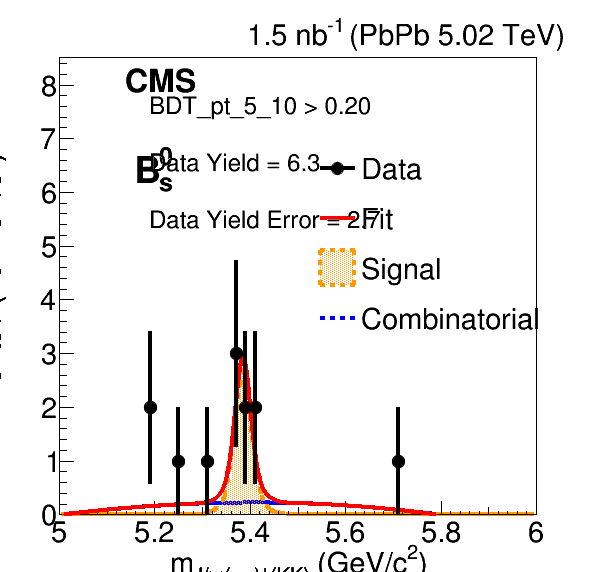 1.5 nb⁻¹ (PbPb 5.02 TeV)
CMS
BDT_pt_5_10 > 0.20
B⁰ₛ
Data Yield = 6.3
Data Yield Error = 2.7
Data
Fit
Signal
Combinatorial
8
7
6
5
4
3
2
1
0
5 5.2 5.4 5.6 5.8 6
m (GeV/c²)